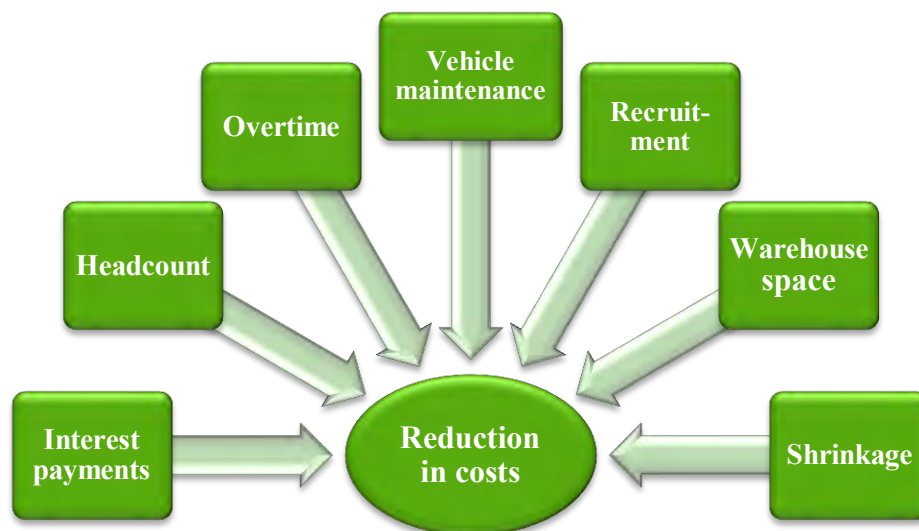 Vehicle
maintenance
Overtime
Recruit-
ment
Headcount
Warehouse
space
Interest
payments
Reduction
in costs
Shrinkage